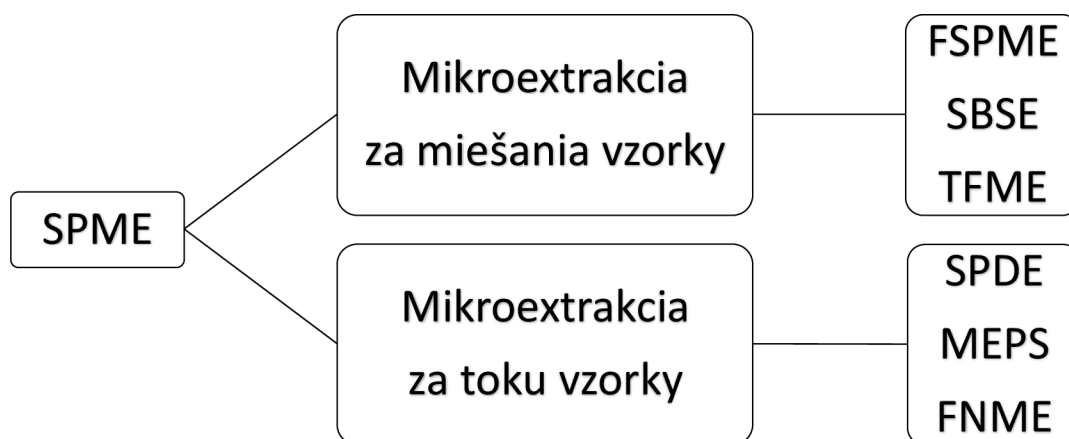 SPME
Mikroextrakcia
za miešania vzorky
FSPME
SBSE
TFME
Mikroextrakcia
za toku vzorky
SPDE
MEPS
FNME